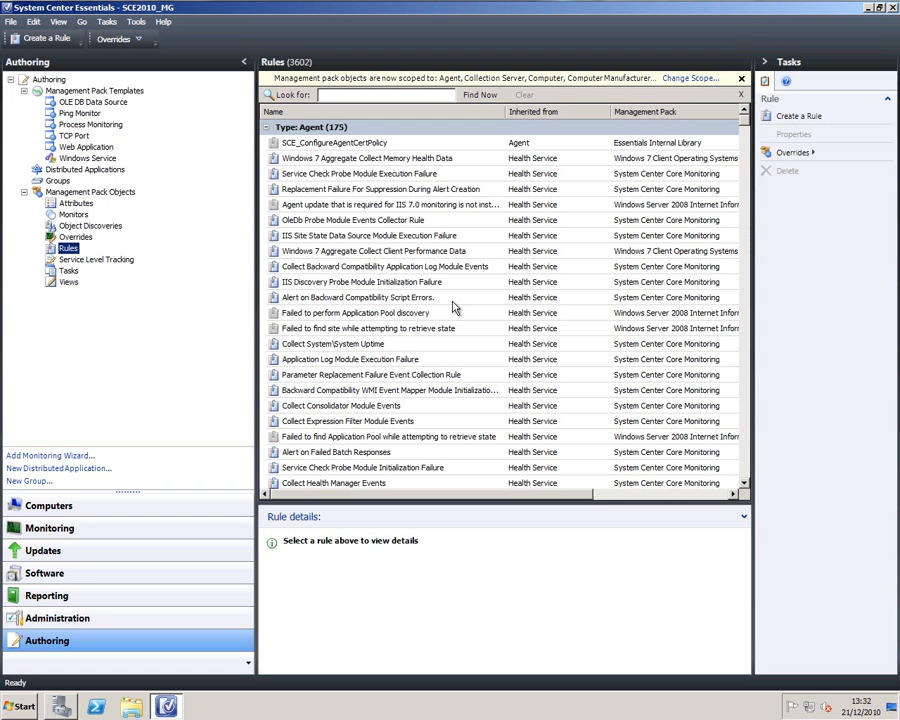 System Center Essentials - SCE2010_MG
File Edit View Go Tasks Tools Help
Create a Rule Overrides
Authoring
Authoring
Management Pack Templates
OLE DB Data Source
Ping Monitor
Process Monitoring
TCP Port
Web Application
Windows Service
Distributed Applications
Groups
Management Pack Objects
Attributes
Monitors
Object Discoveries
Overrides
Rules
Service Level Tracking
Tasks
Views
Add Monitoring Wizard...
New Distributed Application...
New Group...
Computers
Monitoring
Updates
Software
Reporting
Administration
Authoring
Rules (3602)
Management pack objects are now scoped to: Agent, Collection Server, Computer, Computer Manufacturer... Change Scope...
Look for: Find Now Clear X
Name Inherited from Management Pack
Type: Agent (175)
SCE_ConfigureAgentCertPolicy Agent Essentials Internal Library
Windows 7 Aggregate Collect Memory Health Data Health Service Windows 7 Client Operating Systems
Service Check Probe Module Execution Failure Health Service System Center Core Monitoring
Replacement Failure For Suppression During Alert Creation Health Service System Center Core Monitoring
Agent update that is required for IIS 7.0 monitoring is not inst... Health Service Windows Server 2008 Internet Infor
OleDb Probe Module Events Collector Rule Health Service System Center Core Monitoring
IIS Site State Data Source Module Execution Failure Health Service System Center Core Monitoring
Windows 7 Aggregate Collect Client Performance Data Health Service Windows 7 Client Operating Systems
Collect Backward Compatibility Application Log Module Events Health Service System Center Core Monitoring
IIS Discovery Probe Module Initialization Failure Health Service System Center Core Monitoring
Alert on Backward Compatibility Script Errors. Health Service System Center Core Monitoring
Failed to perform Application Pool discovery Health Service Windows Server 2008 Internet Infor
Failed to find site while attempting to retrieve state Health Service Windows Server 2008 Internet Infor
Collect System\System Uptime Health Service System Center Core Monitoring
Application Log Module Execution Failure Health Service System Center Core Monitoring
Parameter Replacement Failure Event Collection Rule Health Service System Center Core Monitoring
Backward Compatibility WMI Event Mapper Module Initializatio... Health Service System Center Core Monitoring
Collect Consolidator Module Events Health Service System Center Core Monitoring
Collect Expression Filter Module Events Health Service System Center Core Monitoring
Failed to find Application Pool while attempting to retrieve state Health Service Windows Server 2008 Internet Infor
Alert on Failed Batch Responses Health Service System Center Core Monitoring
Service Check Probe Module Initialization Failure Health Service System Center Core Monitoring
Collect Health Manager Events Health Service System Center Core Monitoring
Rule details:
Select a rule above to view details
Tasks
Rule
Create a Rule
Properties
Overrides
Delete
Ready
Start
13:32
21/12/2010